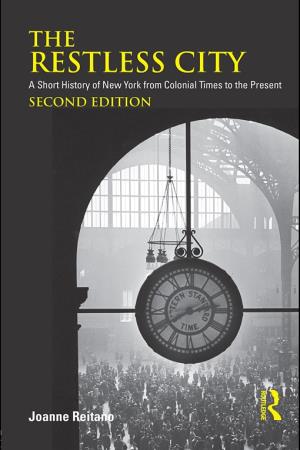 THE
RESTLESS CITY
A Short History of New York from Colonial Times to the Present
SECOND EDITION
EASTERN STANDARD
TIME
Joanne Reitano
ROUTLEDGE